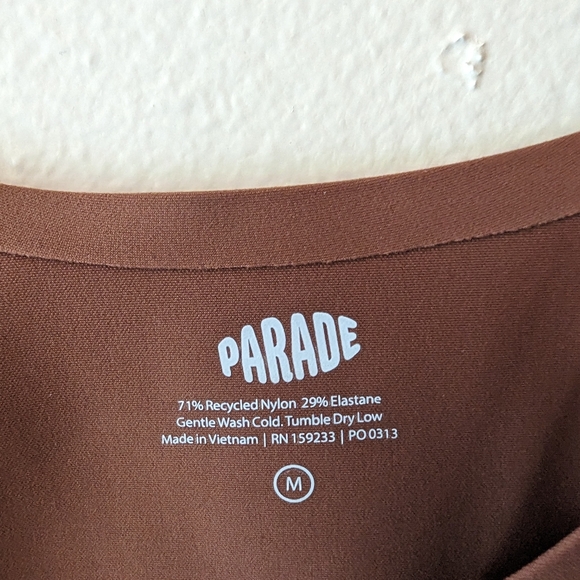 PARADE
71% Recycled Nylon 29% Elastane
Gentle Wash Cold. Tumble Dry Low
Made in Vietnam | RN 159233 | PO 0313
M